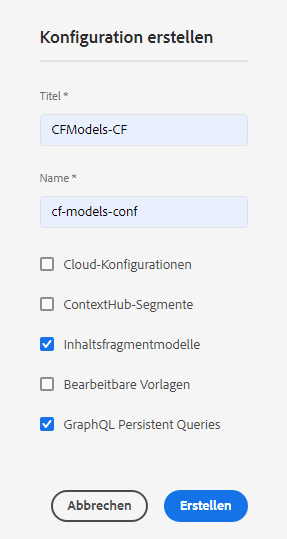 Konfiguration erstellen
Titel *
CFModels-CF
Name *
cf-models-conf
Cloud-Konfigurationen
ContextHub-Segmente
Inhaltsfragmentmodelle
Bearbeitbare Vorlagen
GraphQL Persistent Queries
Abbrechen Erstellen